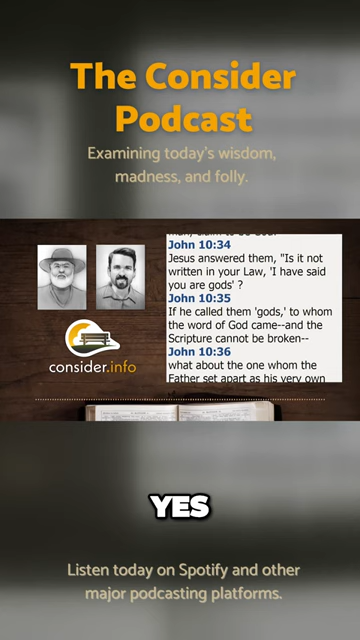 The Consider
Podcast
Examining today's wisdom,
madness, and folly.
John 10:34
Jesus answered them, "Is it not
written in your Law, 'I have said
you are gods' ?
John 10:35
If he called them 'gods,' to whom
the word of God came--and the
Scripture cannot be broken--
John 10:36
what about the one whom the
Father set apart as his very own
consider.info
YES
Listen today on Spotify and other
major podcasting platforms.